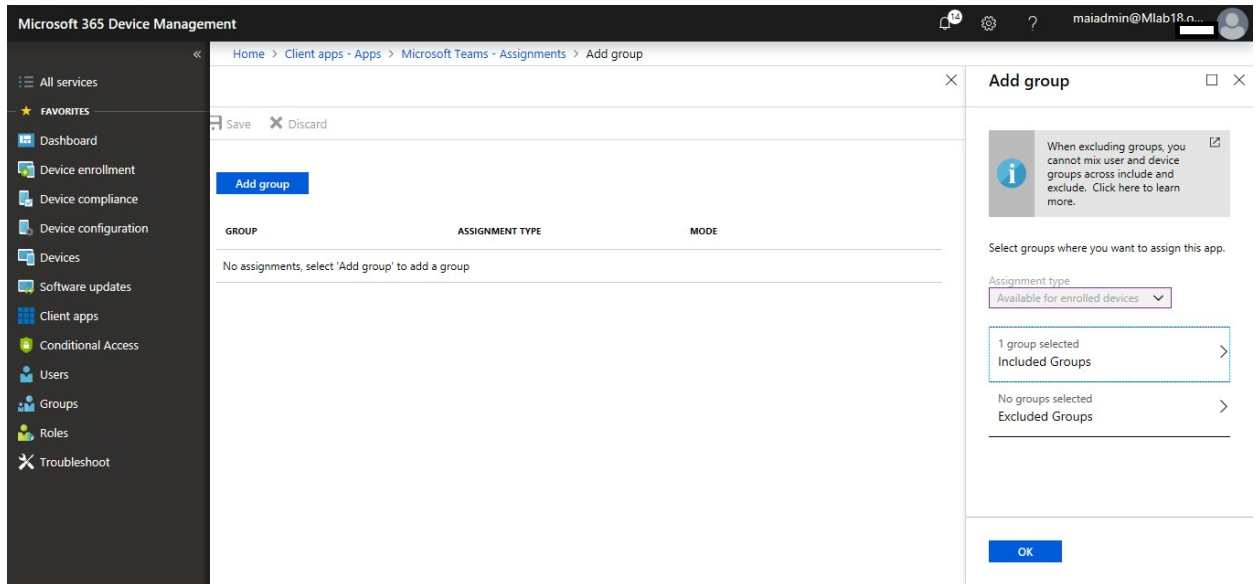 Microsoft 365 Device Management
14
?
maiadmin@Mlab18.o...
«
Home > Client apps - Apps > Microsoft Teams - Assignments > Add group
All services
FAVORITES
Dashboard
Device enrollment
Device compliance
Device configuration
Devices
Software updates
Client apps
Conditional Access
Users
Groups
Roles
Troubleshoot
Save
Discard
Add group
GROUP
ASSIGNMENT TYPE
MODE
No assignments, select 'Add group' to add a group
Add group
When excluding groups, you
cannot mix user and device
groups across include and
exclude. Click here to learn
more.
Select groups where you want to assign this app.
Assignment type
Available for enrolled devices
1 group selected
Included Groups
No groups selected
Excluded Groups
OK